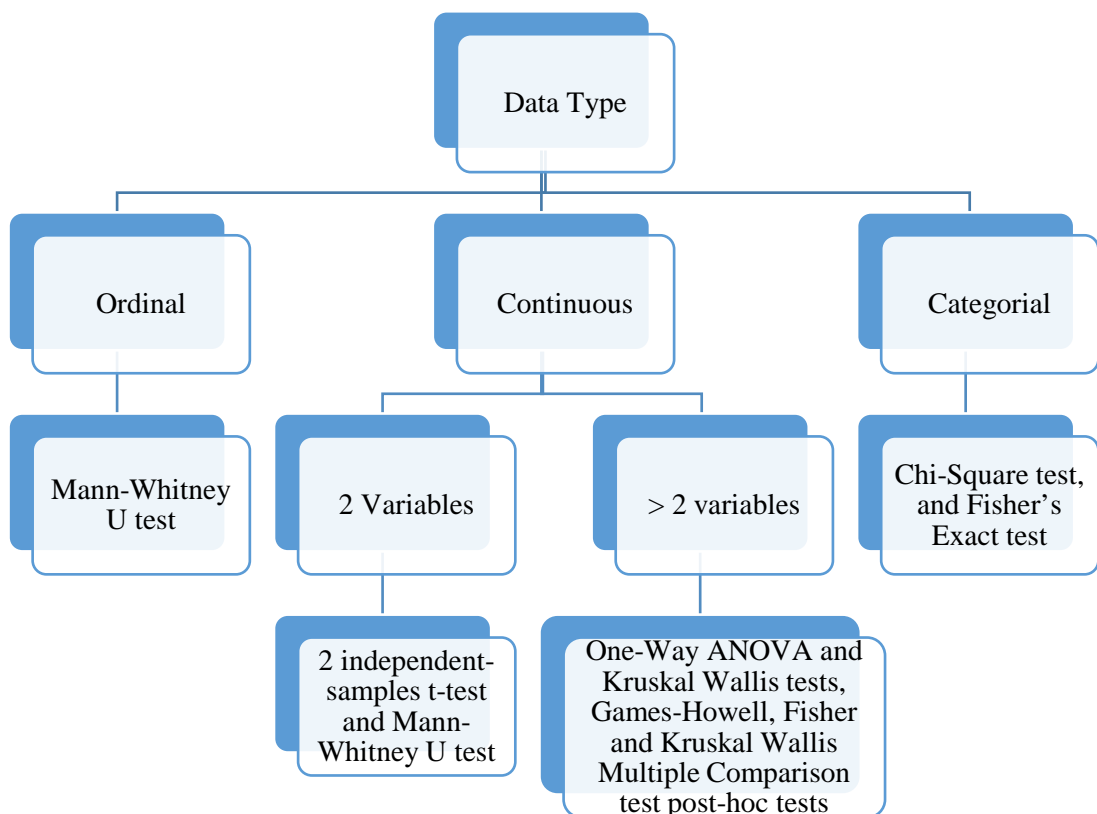 Data Type
Ordinal
Continuous
Categorial
Mann-Whitney
U test
2 Variables
> 2 variables
Chi-Square test,
and Fisher’s
Exact test
2 independent-
samples t-test
and Mann-
Whitney U test
One-Way ANOVA and
Kruskal Wallis tests,
Games-Howell, Fisher
and Kruskal Wallis
Multiple Comparison
test post-hoc tests